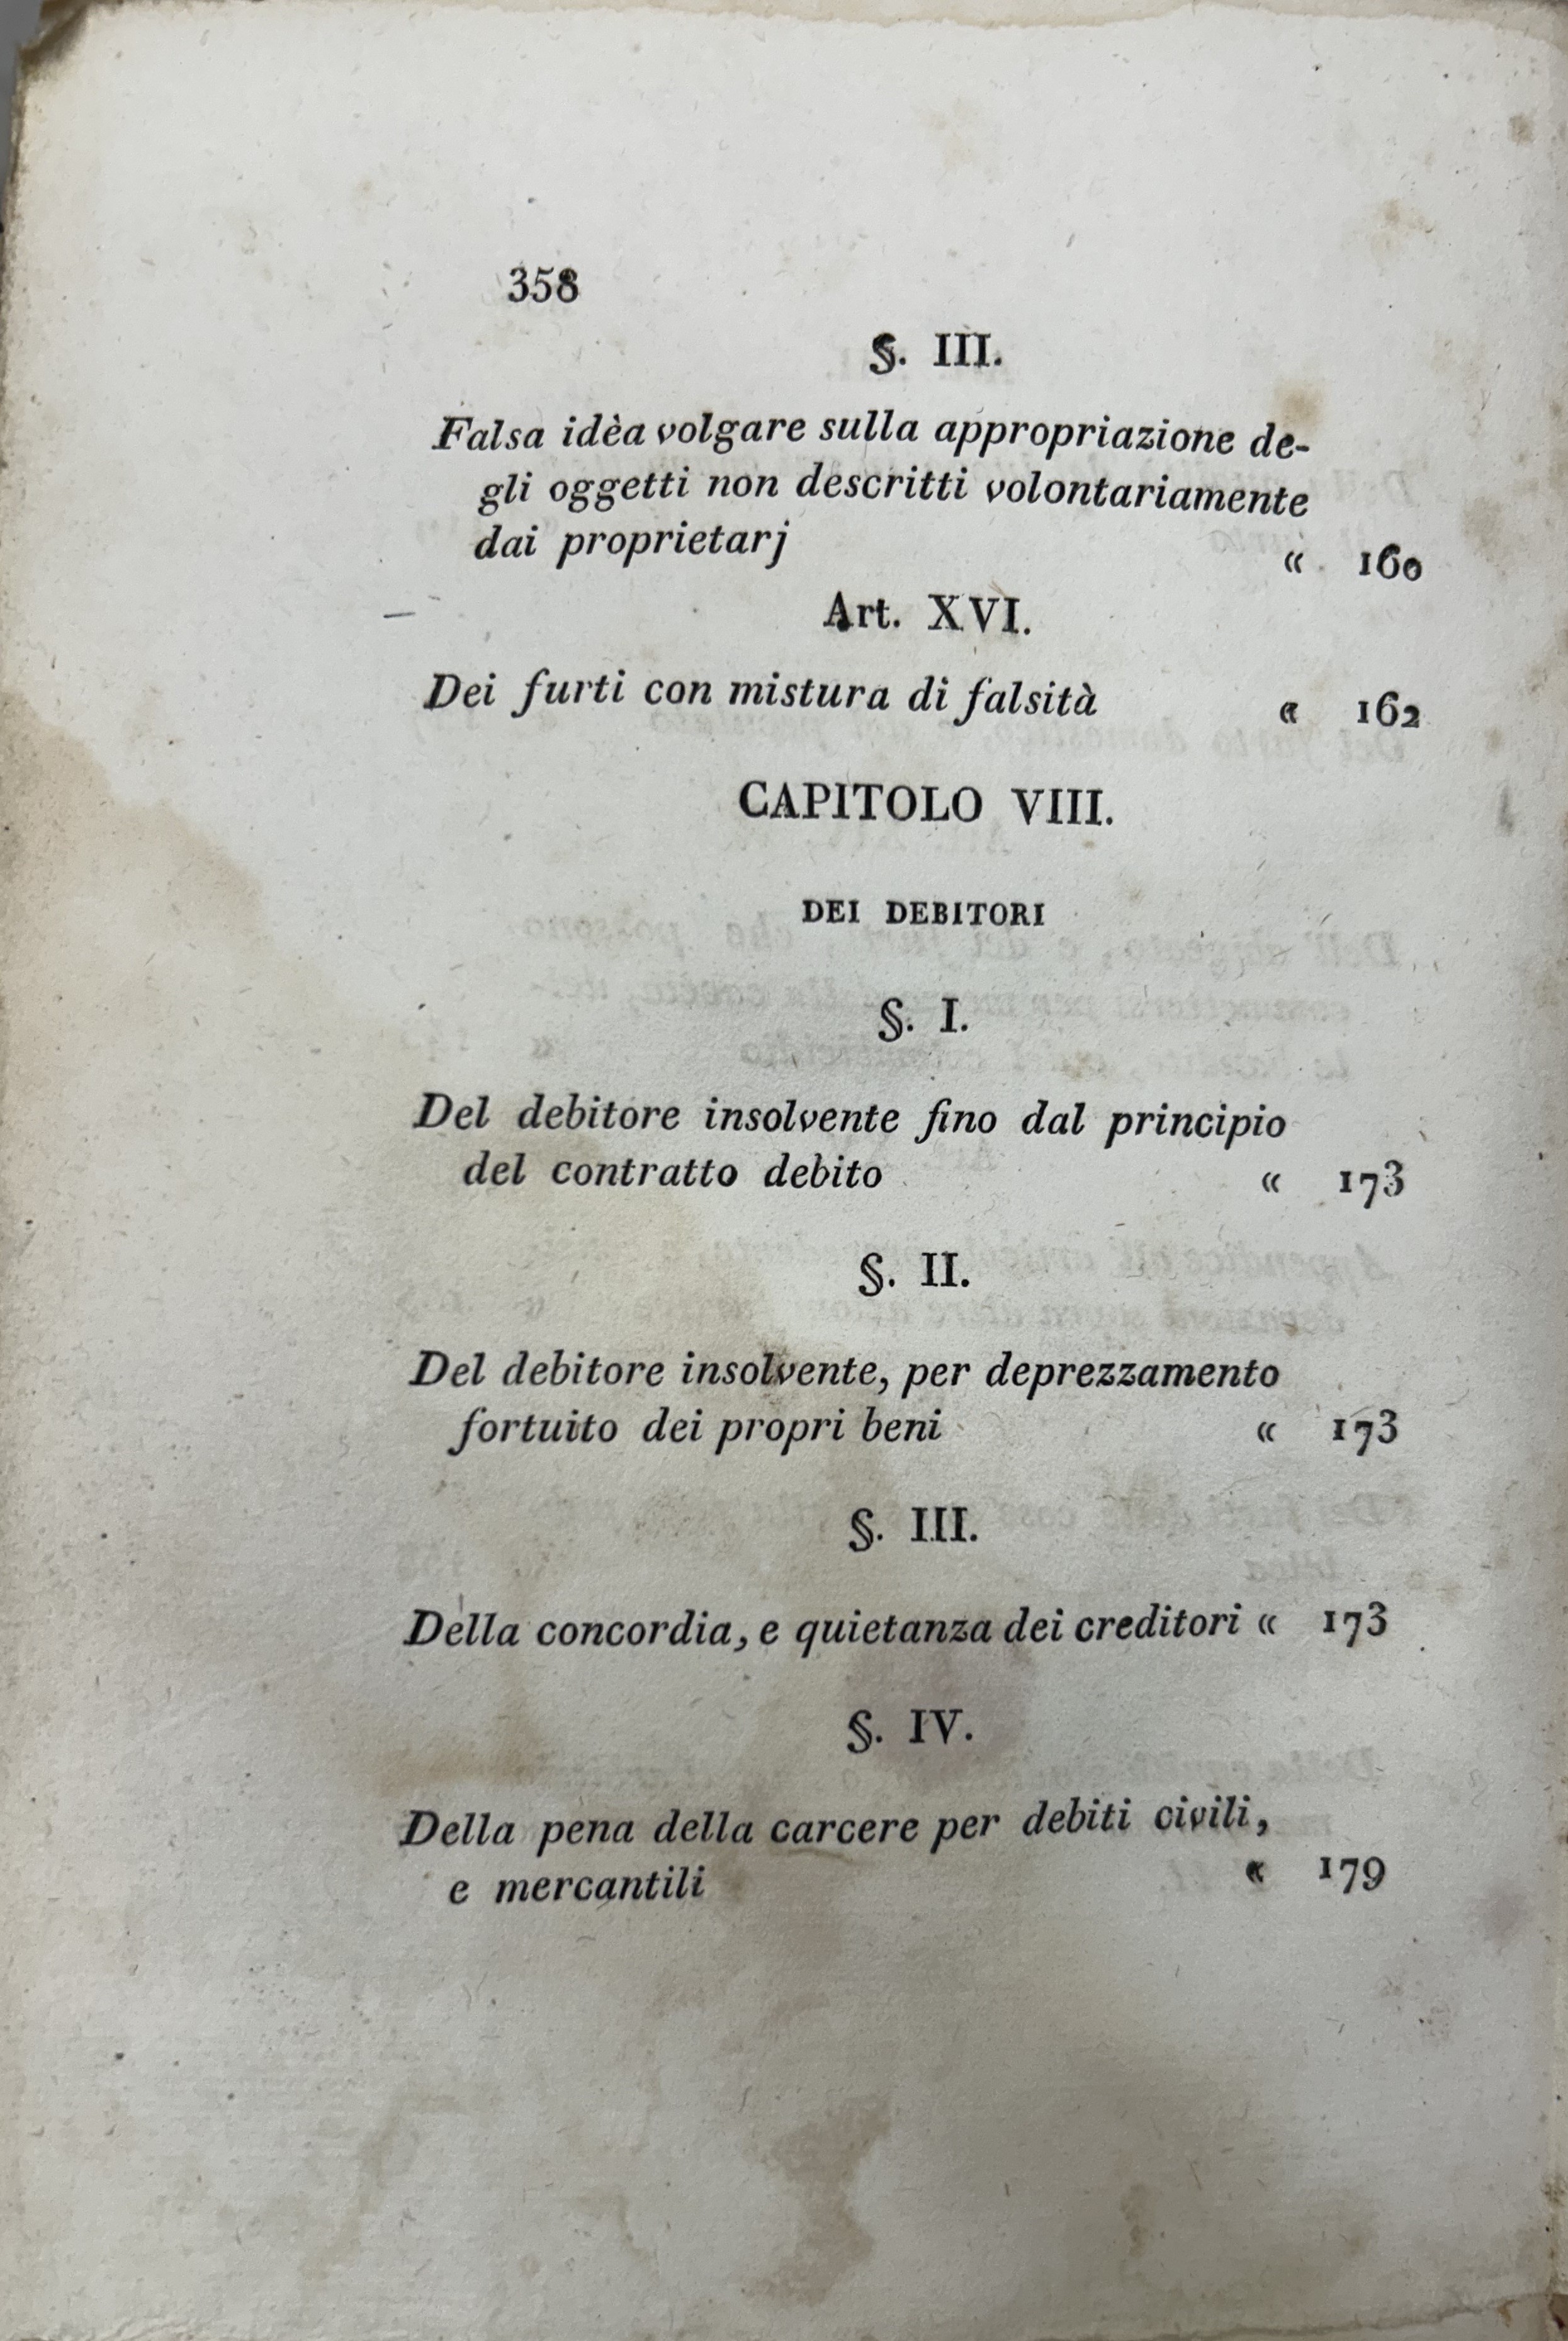 358
§. III.
Falsa idèa volgare sulla appropriazione de-
gli oggetti non descritti volontariamente
dai proprietarj « 160
Art. XVI.
Dei furti con mistura di falsità « 162
CAPITOLO VIII.
DEI DEBITORI
§. I.
Del debitore insolvente fino dal principio
del contratto debito « 173
§. II.
Del debitore insolvente, per deprezzamento
fortuito dei propri beni « 173
§. III.
Della concordia, e quietanza dei creditori « 173
§. IV.
Della pena della carcere per debiti civili,
e mercantili « 179